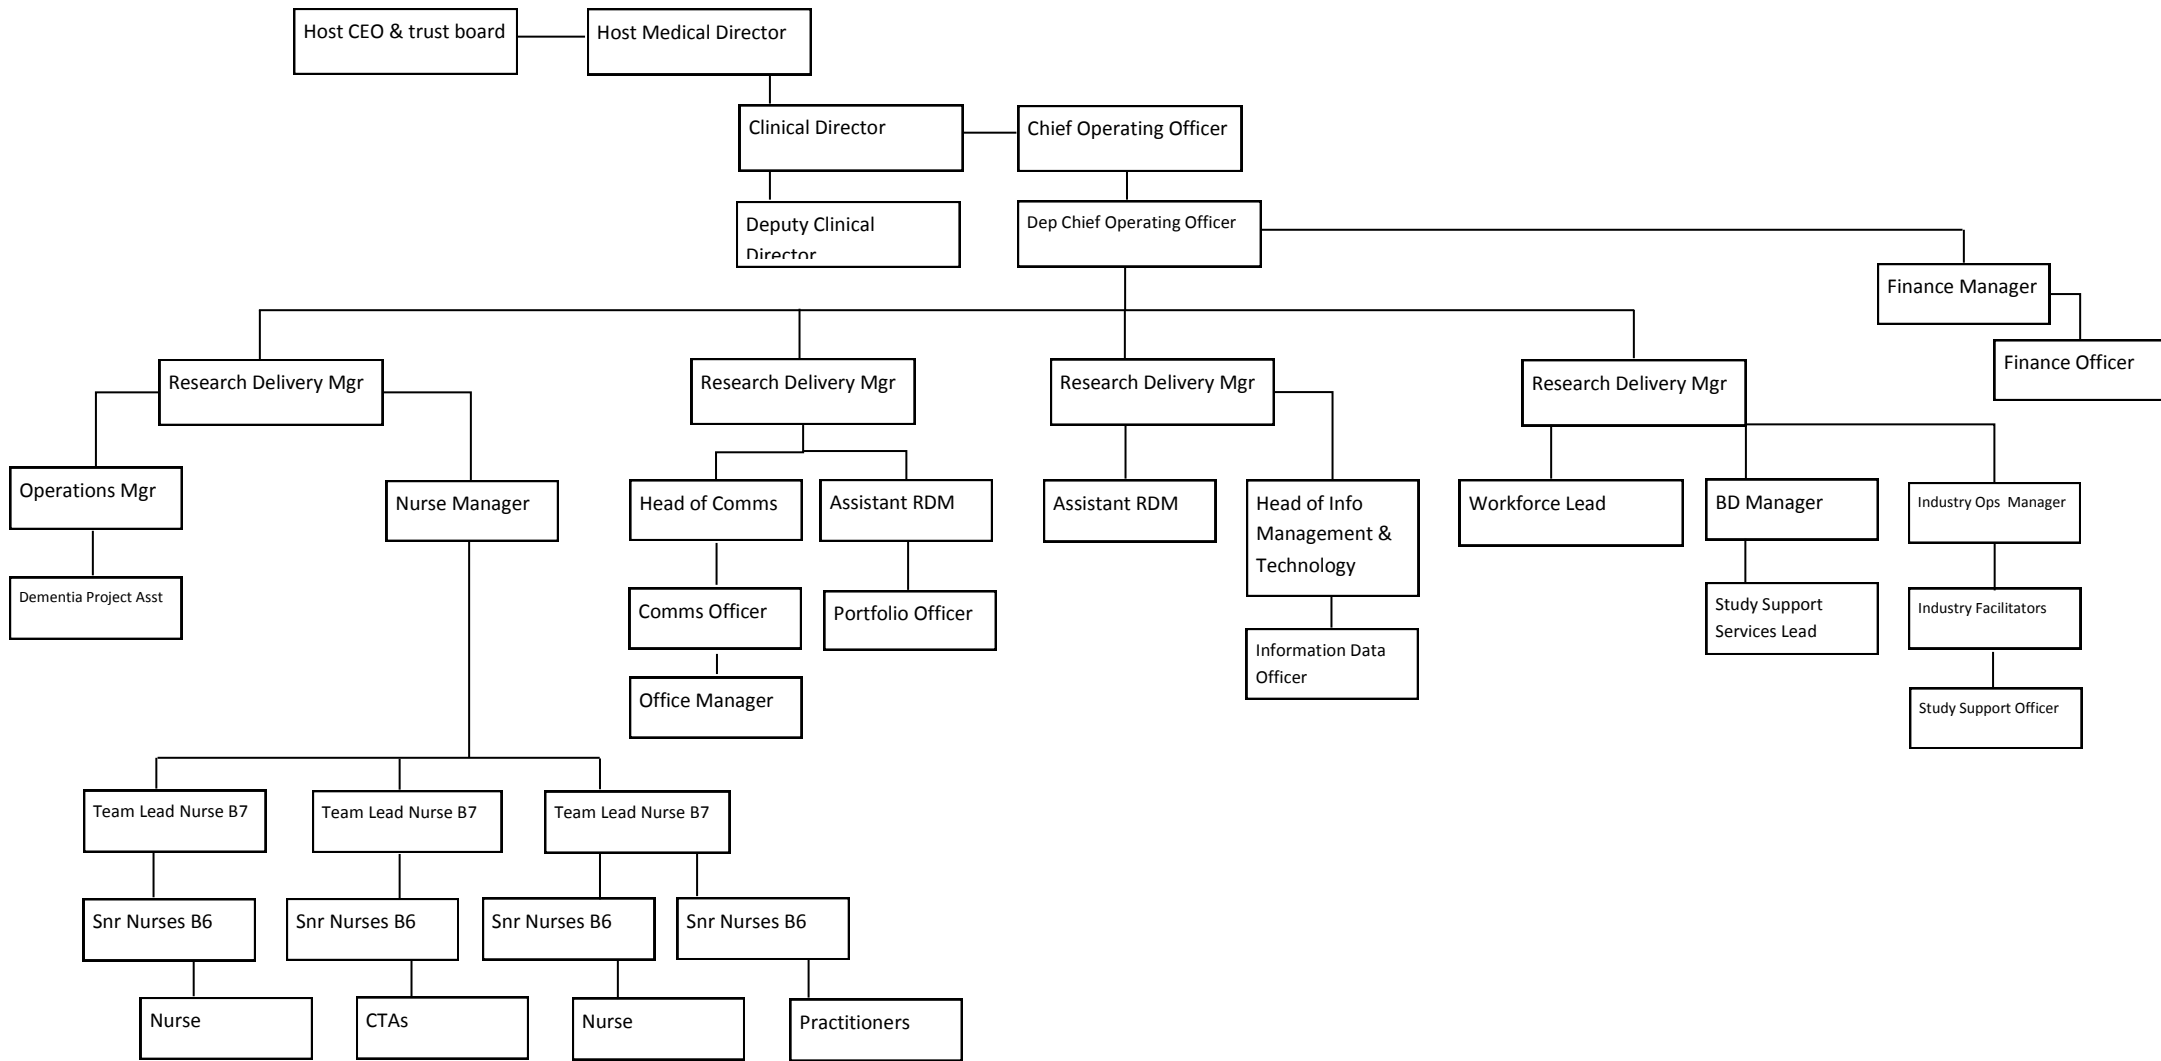 Host CEO & trust board
Host Medical Director
Clinical Director
Chief Operating Officer
Deputy Clinical
Director
Dep Chief Operating Officer
Finance Manager
Finance Officer
Research Delivery Mgr
Research Delivery Mgr
Research Delivery Mgr
Research Delivery Mgr
Operations Mgr
Nurse Manager
Head of Comms
Assistant RDM
Assistant RDM
Head of Info
Management &
Technology
Workforce Lead
BD Manager
Industry Ops Manager
Dementia Project Asst
Comms Officer
Portfolio Officer
Information Data
Officer
Study Support
Services Lead
Industry Facilitators
Office Manager
Study Support Officer
Team Lead Nurse B7
Team Lead Nurse B7
Team Lead Nurse B7
Snr Nurses B6
Snr Nurses B6
Snr Nurses B6
Snr Nurses B6
Nurse
CTAs
Nurse
Practitioners